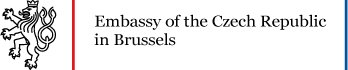 Embassy of the Czech Republic
in Brussels